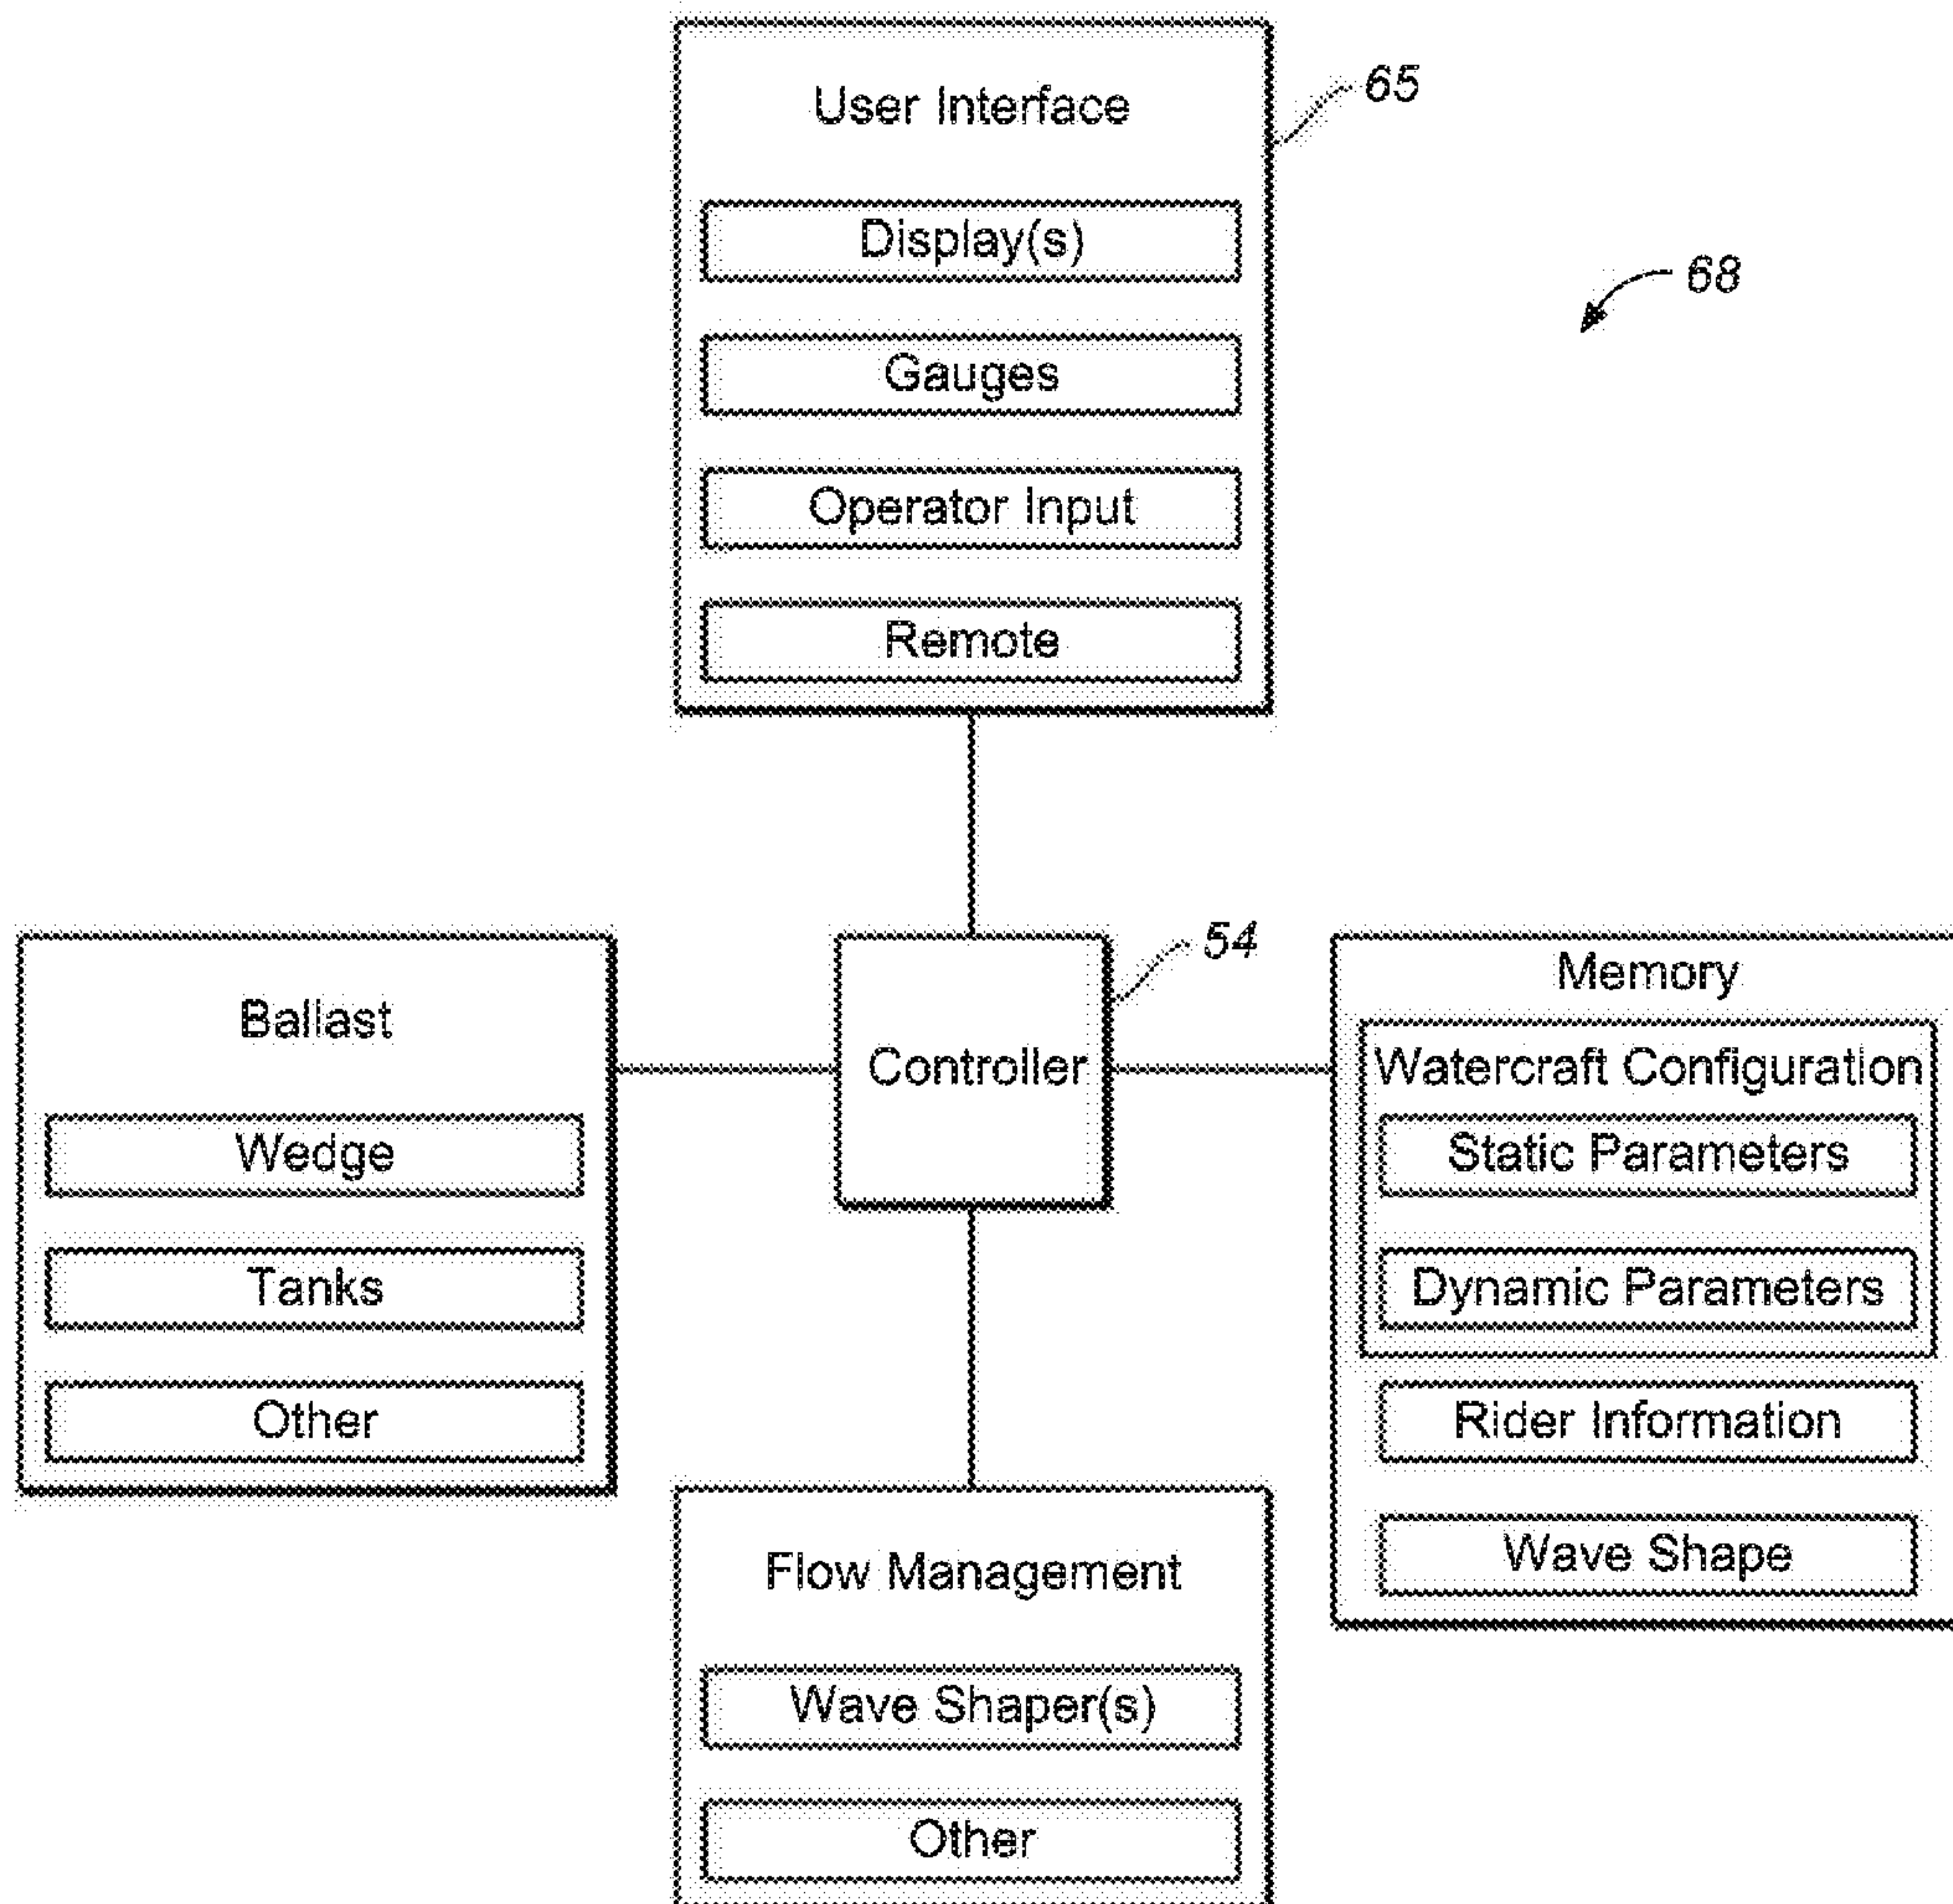 User Interface
65
Display(s)
68
Gauges
Operator Input
Remote
54
Ballast
Wedge
Tanks
Other
Controller
Memory
Watercraft Configuration
Static Parameters
Dynamic Parameters
Rider Information
Wave Shape
Flow Management
Wave Shaper(s)
Other